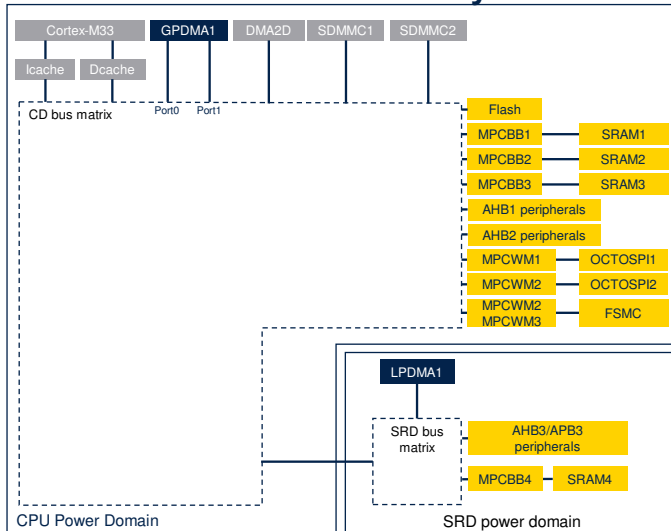 Cortex-M33
GPDMA1
DMA2D
SDMMC1
SDMMC2
Icache
Dcache
Port0
Port1
CD bus matrix
Flash
MPCBB1
SRAM1
MPCBB2
SRAM2
MPCBB3
SRAM3
AHB1 peripherals
AHB2 peripherals
MPCWM1
OCTOSPI1
MPCWM2
OCTOSPI2
MPCWM2
MPCWM3
FSMC
LPDMA1
SRD bus
matrix
AHB3/APB3
peripherals
MPCBB4
SRAM4
CPU Power Domain
SRD power domain